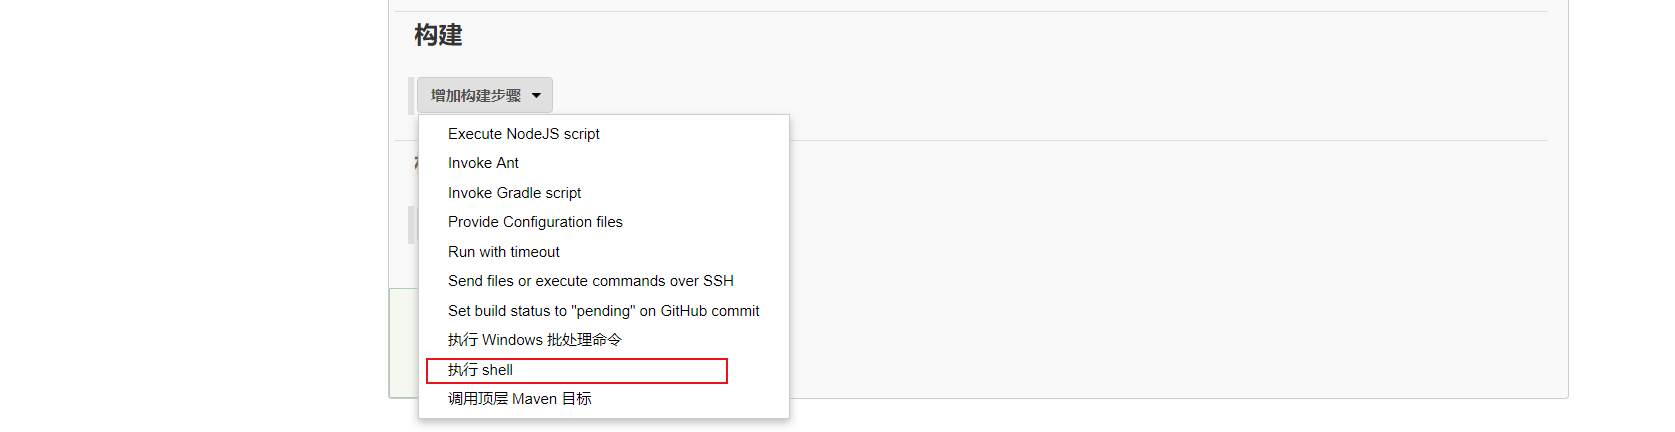 构建
增加构建步骤
Execute NodeJS script
Invoke Ant
Invoke Gradle script
Provide Configuration files
Run with timeout
Send files or execute commands over SSH
Set build status to "pending" on GitHub commit
执行 Windows 批处理命令
执行 shell
调用顶层 Maven 目标